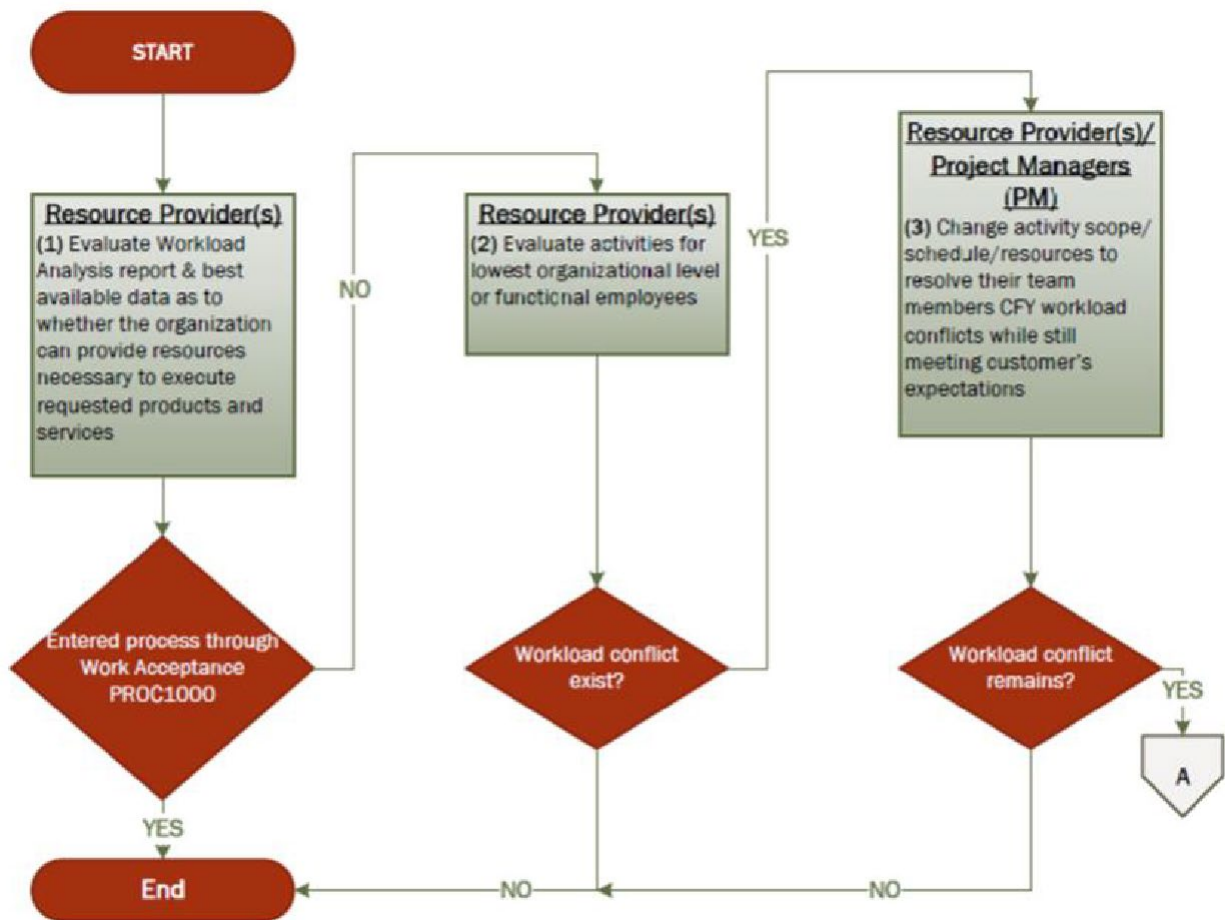 START
Resource Provider(s)
(1) Evaluate Workload
Analysis report & best
available data as to
whether the organization
can provide resources
necessary to execute
requested products and
services
Entered process through
Work Acceptance
PROC1000
YES
End
NO
Resource Provider(s)
(2) Evaluate activities for
lowest organizational level
or functional employees
Workload conflict
exist?
NO
YES
Resource Provider(s)/
Project Managers
(PM)
(3) Change activity scope/
schedule/resources to
resolve their team
members CFY workload
conflicts while still
meeting customer's
expectations
Workload conflict
remains?
YES
A
NO